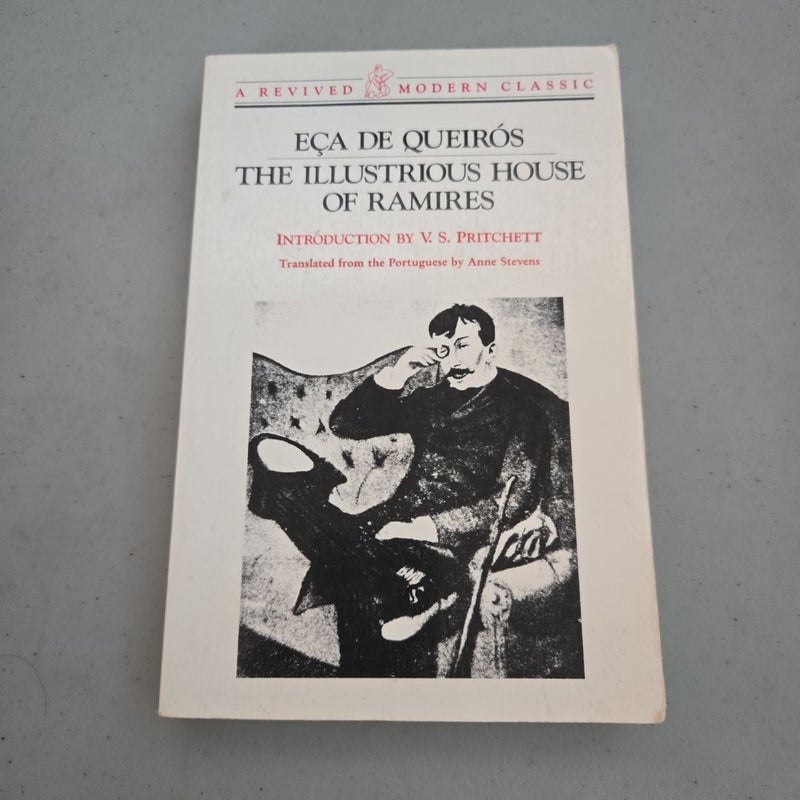 A REVIVED MODERN CLASSIC
EÇA DE QUEIRÓS
THE ILLUSTRIOUS HOUSE
OF RAMIRES
INTRODUCTION BY V. S. PRITCHETT
Translated from the Portuguese by Anne Stevens